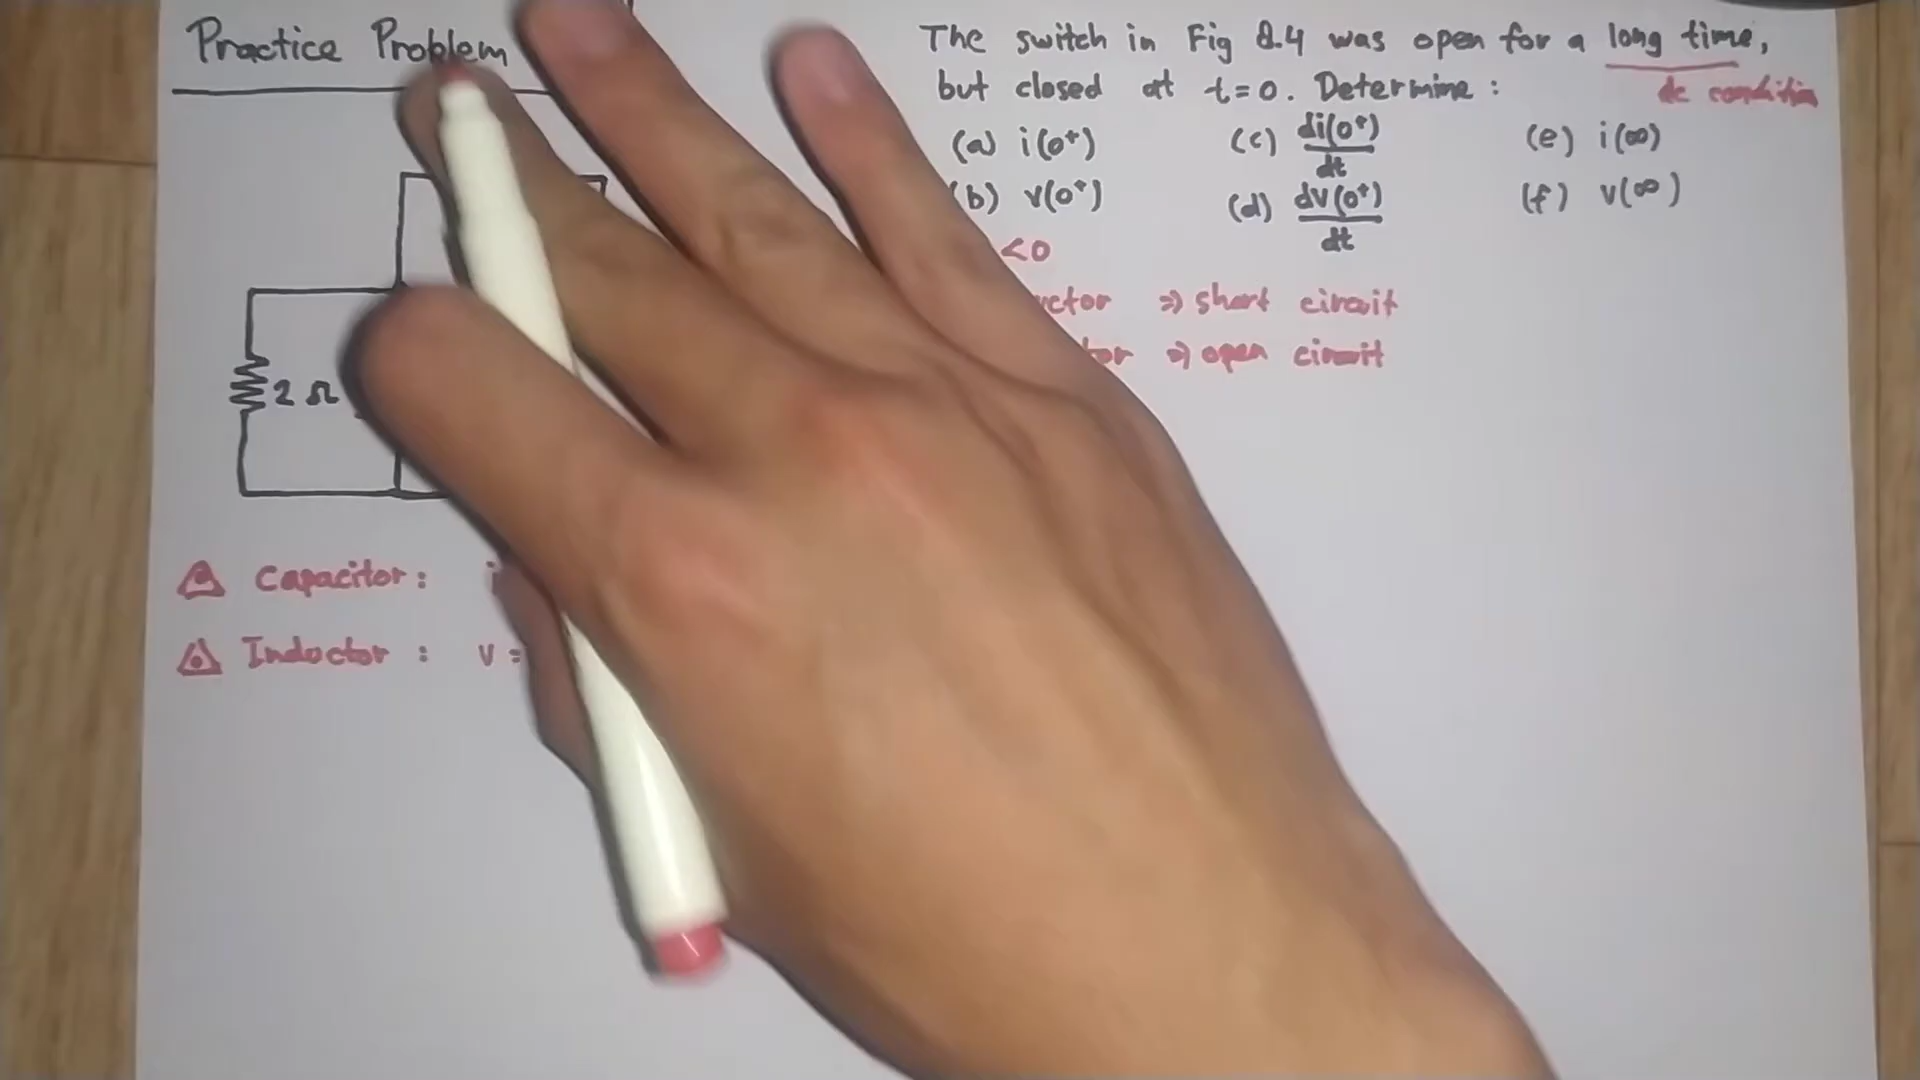 Practice Problem
The switch in Fig 8.4 was open for a long time,
but closed at t=0. Determine :
dc condition
(a) i(0⁺) (c) di(0⁺)/dt (e) i(∞)
(b) v(0⁺) (d) dv(0⁺)/dt (f) v(∞)
<0
⇒ short circuit
⇒ open circuit
2 Ω
Capacitor : i
Inductor : v =